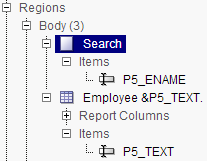 Regions
Body (3)
Search
Items
P5_ENAME
Employee &P5_TEXT.
Report Columns
Items
P5_TEXT